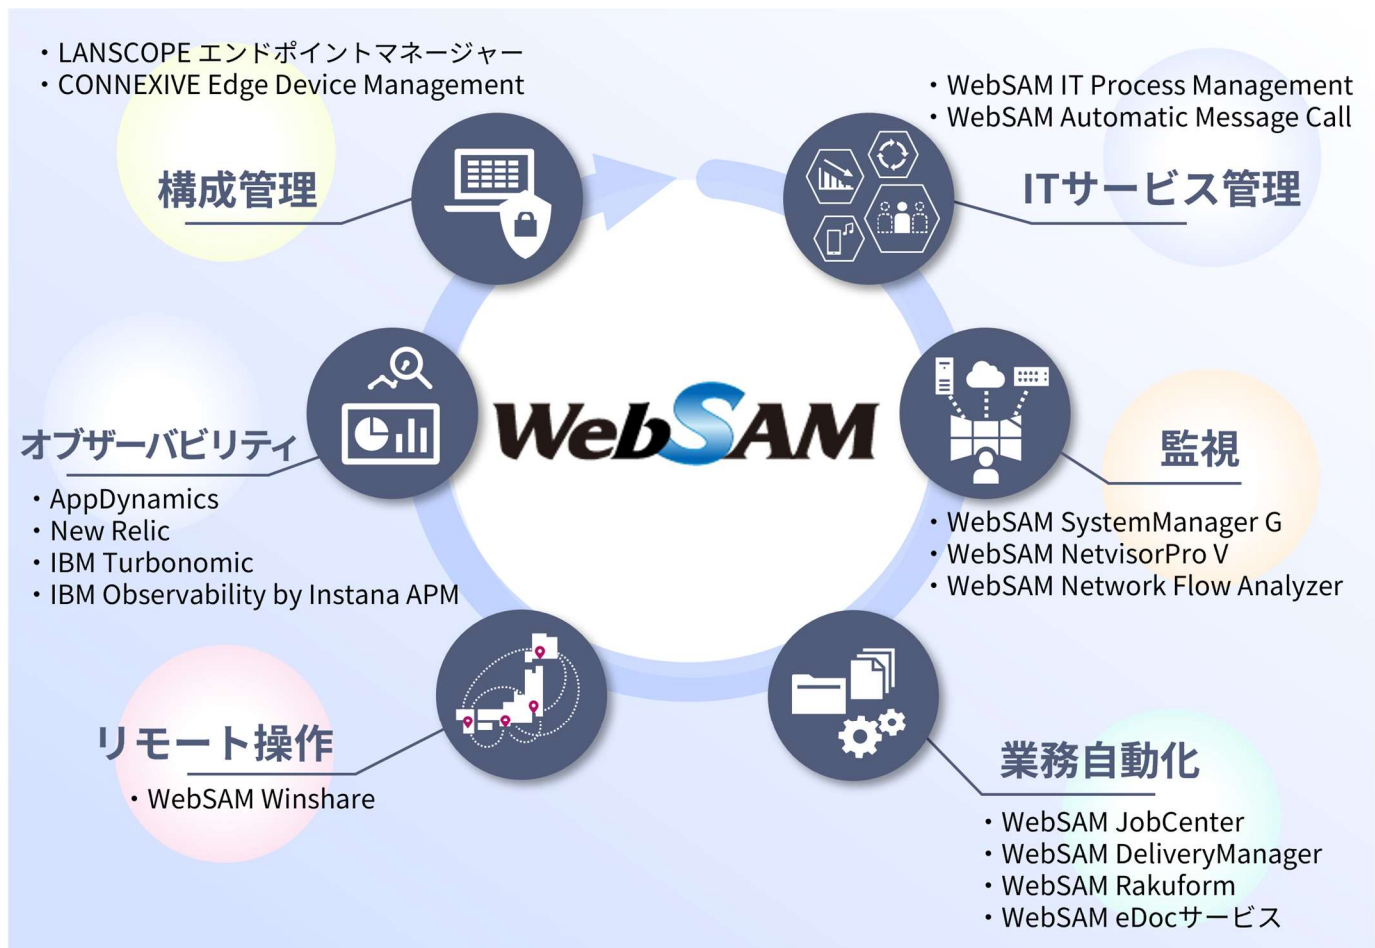 ・LANSCOPE エンドポイントマネージャー
・CONNEXIVE Edge Device Management
構成管理
・WebSAM IT Process Management
・WebSAM Automatic Message Call
ITサービス管理
WebSAM
オブザーバビリティ
・AppDynamics
・New Relic
・IBM Turbonomic
・IBM Observability by Instana APM
監視
・WebSAM SystemManager G
・WebSAM NetvisorPro V
・WebSAM Network Flow Analyzer
リモート操作
・WebSAM Winshare
業務自動化
・WebSAM JobCenter
・WebSAM DeliveryManager
・WebSAM Rakuform
・WebSAM eDocサービス